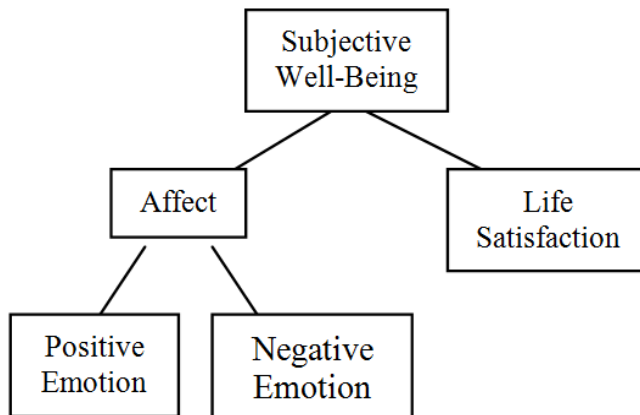 Subjective
Well-Being
Affect
Life
Satisfaction
Positive
Emotion
Negative
Emotion